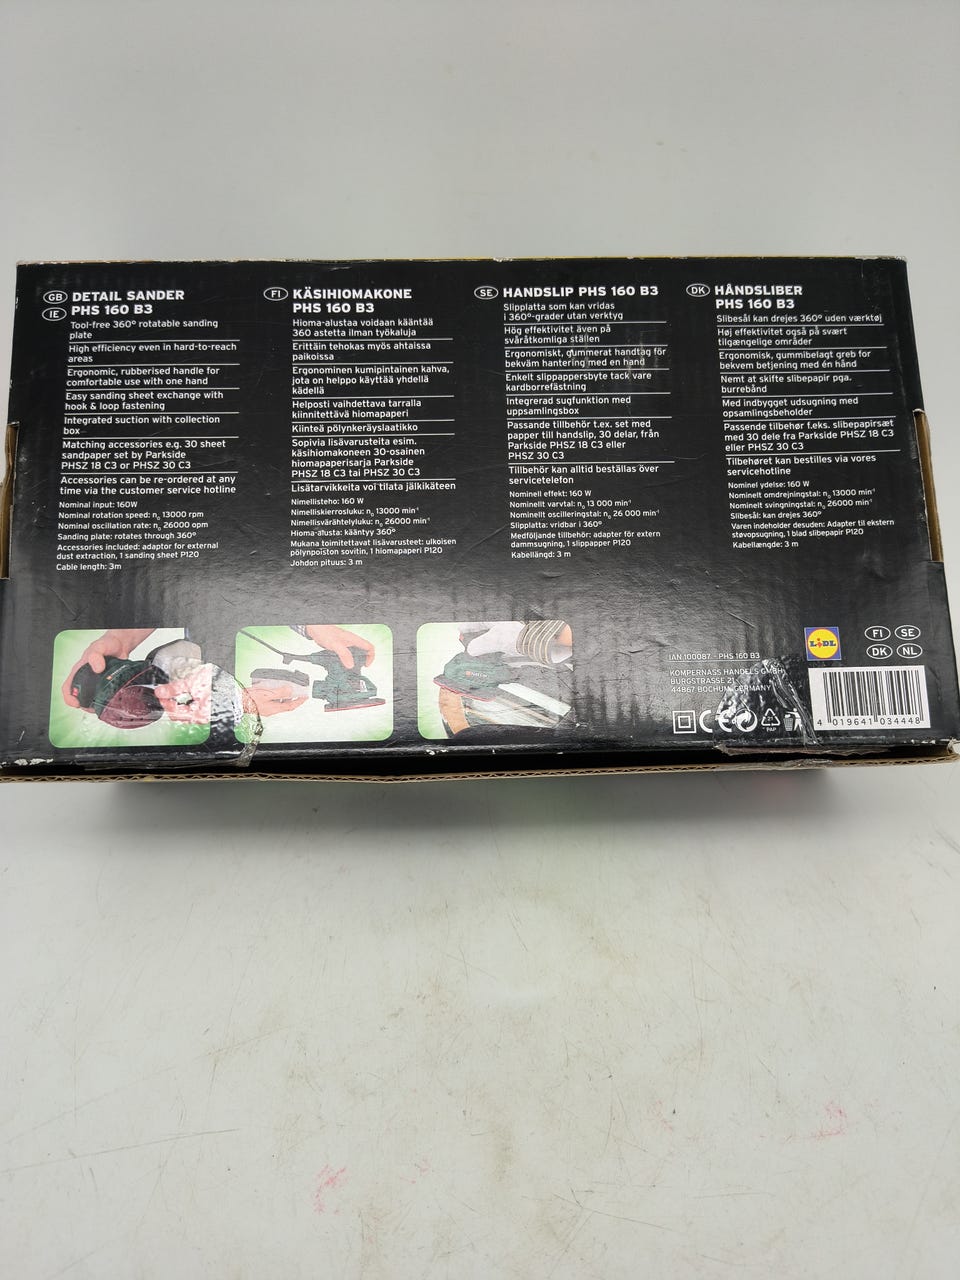 GB
IE
DETAIL SANDER
PHS 160 B3
Tool-free 360° rotatable sanding
plate
High efficiency even in hard-to-reach
areas
Ergonomic, rubberised handle for
comfortable use with one hand
Easy sanding sheet exchange with
hook & loop fastening
Integrated suction with collection
box
Matching accessories e.g. 30 sheet
sandpaper set by Parkside
PHSZ 18 C3 or PHSZ 30 C3
Accessories can be re-ordered at any
time via the customer service hotline
Nominal input: 160W
Nominal rotation speed: n0 13000 rpm
Nominal oscillation rate: n0 26000 opm
Sanding plate: rotates through 360°
Accessories included: adaptor for external
dust extraction, 1 sanding sheet P120
Cable length: 3m
FI
KÄSIHIOMAKONE
PHS 160 B3
Hioma-alustaa voidaan kääntää
360 astetta ilman työkaluja
Erittäin tehokas myös ahtaissa
paikoissa
Ergonominen kumipintainen kahva,
jota on helppo käyttää yhdellä
kädellä
Helposti vaihdettava tarralla
kiinnitettävä hiomapaperi
Kiinteä pölynkeräyslaatikko
Sopivia lisävarusteita esim.
käsihiomakoneen 30-osainen
hiomapaperisarja Parkside
PHSZ 18 C3 tai PHSZ 30 C3
Lisätarvikkeita voi tilata jälkikäteen
Nimellisteho: 160 W
Nimelliskierrosluku: n0 13000 min-1
Nimellisvärähtelyluku: n0 26000 min-1
Hioma-alusta: kääntyy 360°
Mukana toimitettavat lisävarusteet: ulkoisen
pölynpoiston sovitin, 1 hiomapaperi P120
Johdon pituus: 3 m
SE
HANDSLIP PHS 160 B3
Slipplatta som kan vridas
i 360°-grader utan verktyg
Hög effektivitet även på
svåråtkomliga ställen
Ergonomiskt, gummerat handtag för
bekväm hantering med en hand
Enkelt slippappersbyte tack vare
kardborrefästning
Integrerad sugfunktion med
uppsamlingsbox
Passande tillbehör t.ex. set med
papper till handslip, 30 delar, från
Parkside PHSZ 18 C3 eller
PHSZ 30 C3
Tillbehör kan alltid beställas över
servicetelefon
Nominell effekt: 160 W
Nominellt varvtal: n0 13 000 min-1
Nominellt oscilleringstal: n0 26 000 min-1
Slipplatta: vridbar i 360°
Medföljande tillbehör: adapter för extern
dammsugning, 1 slippapper P120
Kabellängd: 3 m
DK
HÅNDSLIBER
PHS 160 B3
Slibesål kan drejes 360° uden værktøj
Høj effektivitet også på svært
tilgængelige områder
Ergonomisk, gummibelagt greb for
bekvem betjening med én hånd
Nemt at skifte slibepapir pga.
burrebånd
Med indbygget udsugning med
opsamlingsbeholder
Passende tilbehør f.eks. slibepapirsæt
med 30 dele fra Parkside PHSZ 18 C3
eller PHSZ 30 C3
Tilbehøret kan bestilles via vores
servicehotline
Nominel ydelse: 160 W
Nominelt omdrejningstal: n0 13000 min-1
Nominelt svingningstal: n0 26000 min-1
Slibesål: kan drejes 360°
Varen indeholder desuden: Adapter til ekstern
støvopsugning, 1 blad slibepapir P120
Kabellængde: 3 m
IAN 100087 - PHS 160 B3
KOMPERNASS HANDELS GMBH
BURGSTRASSE 21
44867 BOCHUM, GERMANY
LIDL
FI SE
DK NL
CE
PAP
4 019641 034448